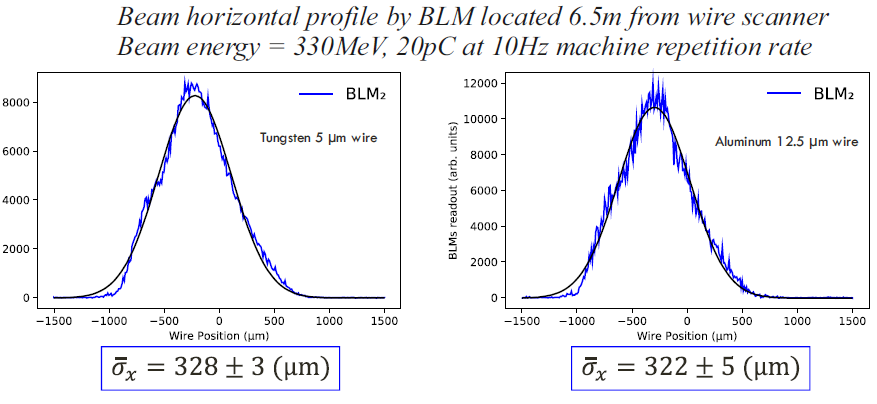 Beam horizontal profile by BLM located 6.5m from wire scanner
Beam energy = 330MeV, 20pC at 10Hz machine repetition rate
BLM₂
Tungsten 5 μm wire
8000
6000
4000
2000
0
−1500 −1000 −500 0 500 1000 1500
Wire Position (μm)
σ̄ₓ = 328 ± 3 (μm)
BLM₂
Aluminum 12.5 μm wire
BLMs readout (arb. units)
12000
10000
8000
6000
4000
2000
0
−1500 −1000 −500 0 500 1000 1500
Wire Position (μm)
σ̄ₓ = 322 ± 5 (μm)